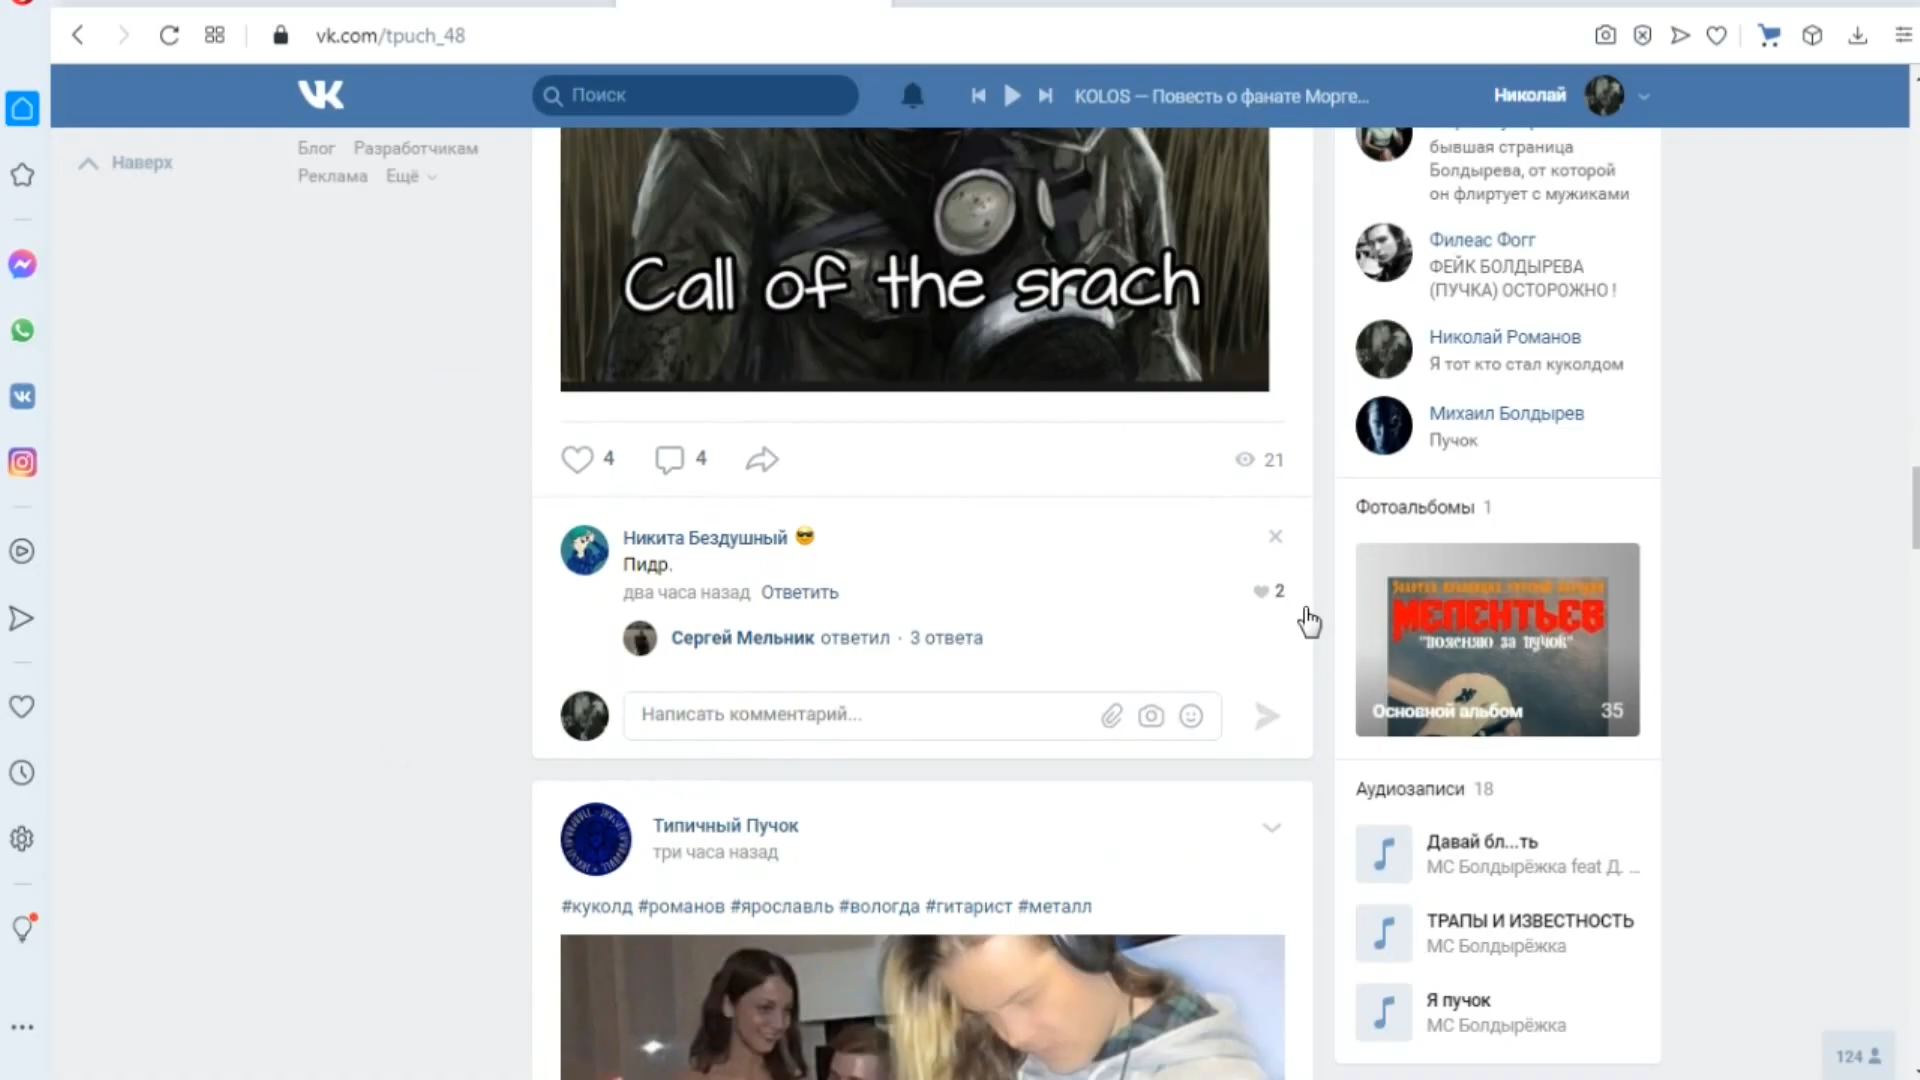 vk.com/tpuch_48
Поиск
KOLOS — Повесть о фанате Морге...
Николай
Наверх
Блог Разработчикам
Реклама Ещё
Call of the srach
4 4
21
Никита Бездушный
Пидр.
два часа назад Ответить
2
Сергей Мельник ответил · 3 ответа
Написать комментарий...
Типичный Пучок
три часа назад
#куколд #романов #ярославль #вологда #гитарист #металл
бывшая страница
Болдырева, от которой
он флиртует с мужиками
Филеас Фогг
ФЕЙК БОЛДЫРЕВА
(ПУЧКА) ОСТОРОЖНО !
Николай Романов
Я тот кто стал куколдом
Михаил Болдырев
Пучок
Фотоальбомы 1
МЕЛЕНТЬЕВ
"поясняю за пучок"
Основной альбом 35
Аудиозаписи 18
Давай бл...ть
МС Болдырёжка feat Д. ...
ТРАПЫ И ИЗВЕСТНОСТЬ
МС Болдырёжка
Я пучок
МС Болдырёжка
124